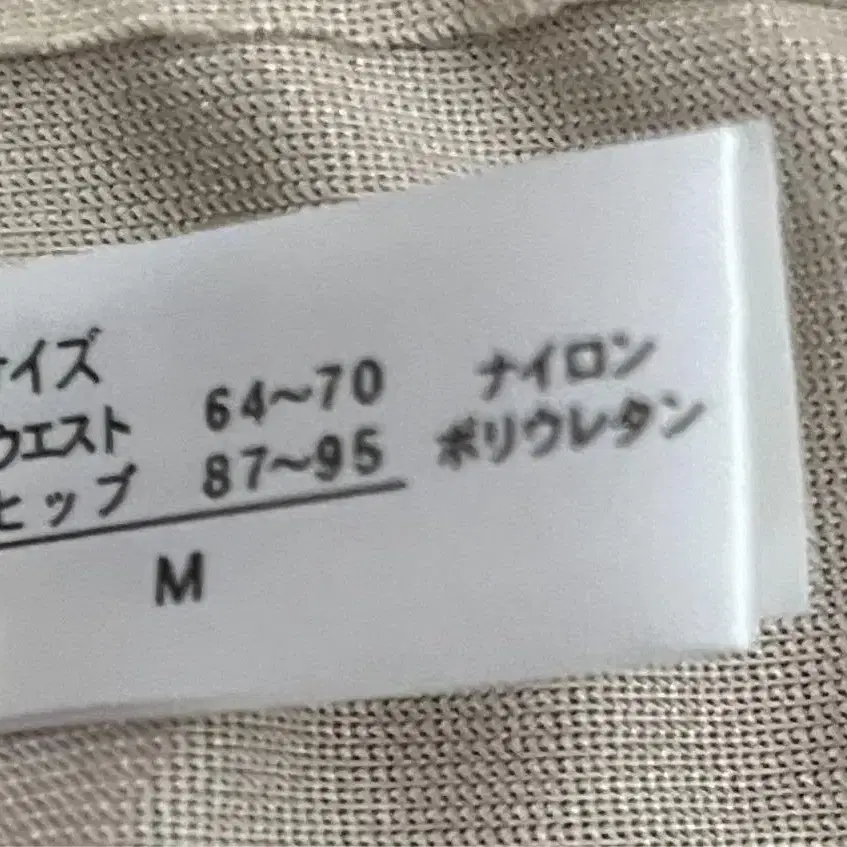 サイズ
ウエスト 64〜70
ヒップ 87〜95
M
ナイロン
ポリウレタン